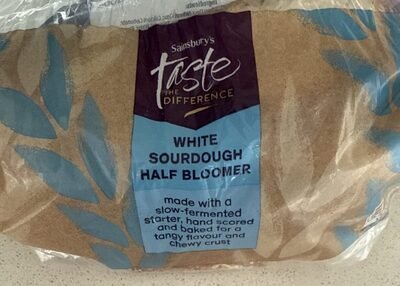 Sainsbury's
taste
THE
DIFFERENCE
WHITE
SOURDOUGH
HALF BLOOMER
made with a
slow-fermented
starter, hand scored
and baked for a
tangy flavour and
chewy crust